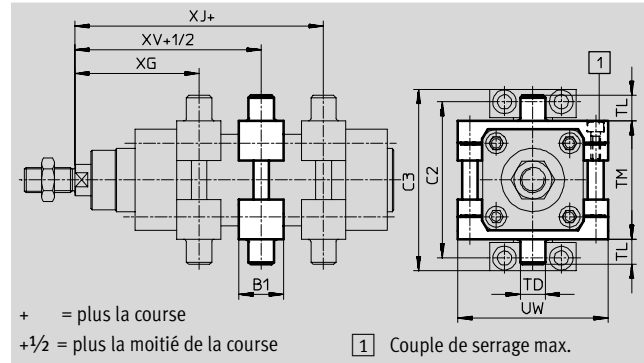 XJ+
XV+1/2
XG
1
TL
C3
C2
TM
TL
B1
TD
UW
+ = plus la course
+½ = plus la moitié de la course
1 Couple de serrage max.